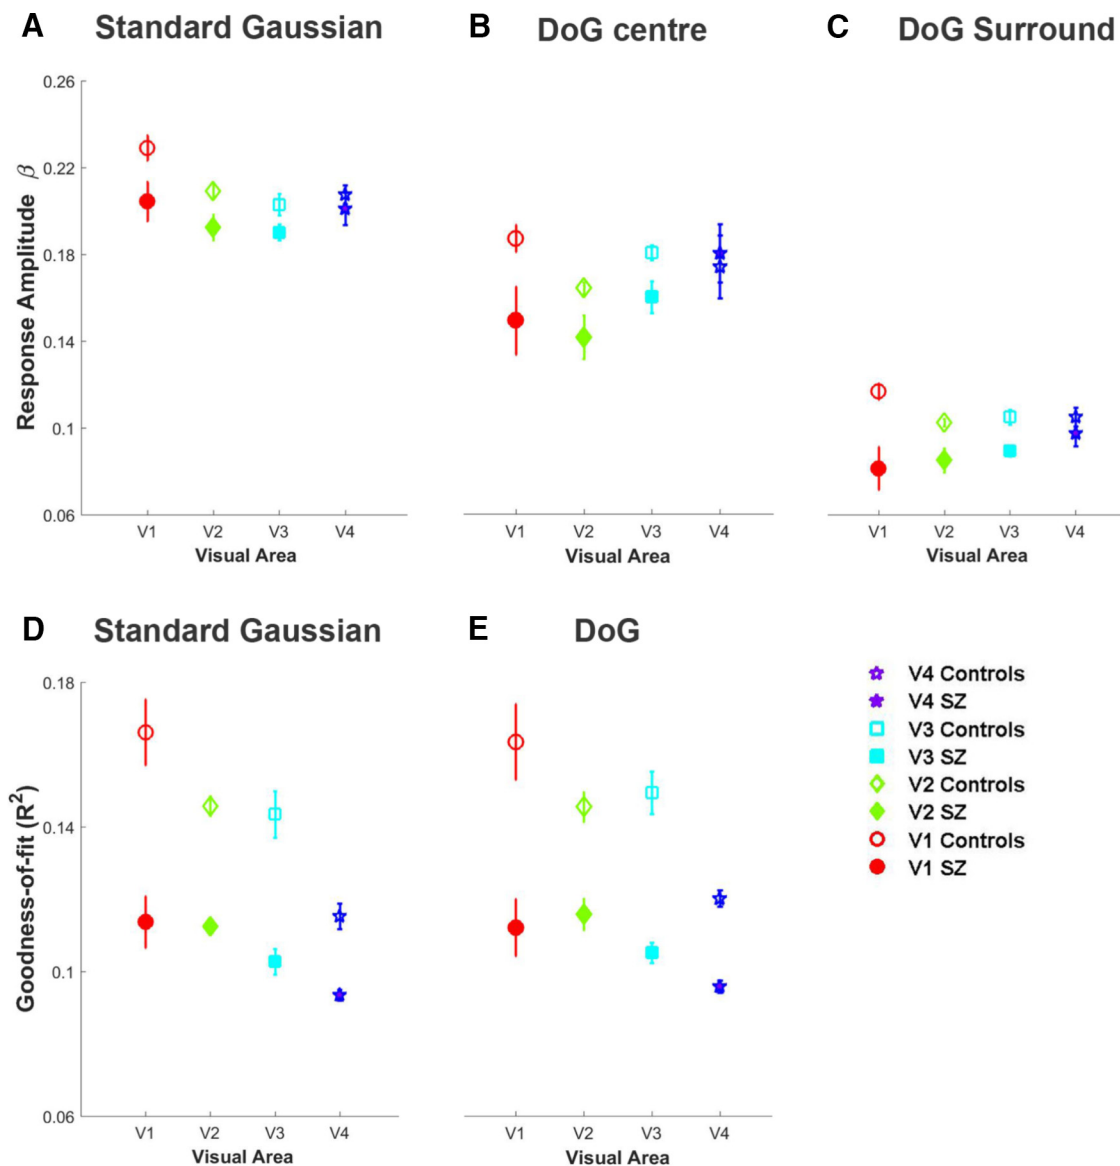 A Standard Gaussian
B DoG centre
C DoG Surround
Response Amplitude β
0.26
0.22
0.18
0.14
0.1
0.06
V1 V2 V3 V4
Visual Area
V1 V2 V3 V4
Visual Area
V1 V2 V3 V4
Visual Area
D Standard Gaussian
E DoG
Goodness-of-fit (R²)
0.18
0.14
0.1
0.06
V1 V2 V3 V4
Visual Area
V1 V2 V3 V4
Visual Area
V4 Controls
V4 SZ
V3 Controls
V3 SZ
V2 Controls
V2 SZ
V1 Controls
V1 SZ